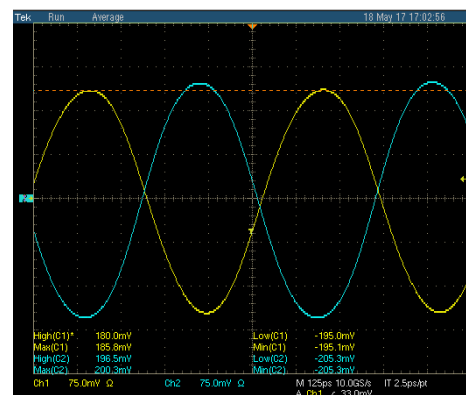 Tek Run Average 18 May 17 17:02:56
T
High(C1)* 180.0mV Low(C1) -195.0mV
Max(C1) 185.8mV Min(C1) -195.1mV
High(C2) 196.5mV Low(C2) -205.3mV
Max(C2) 200.3mV Min(C2) -205.3mV
Ch1 75.0mV Ω Ch2 75.0mV Ω M 125ps 10.0GS/s IT 2.5ps/pt
A Ch1 33.0mV